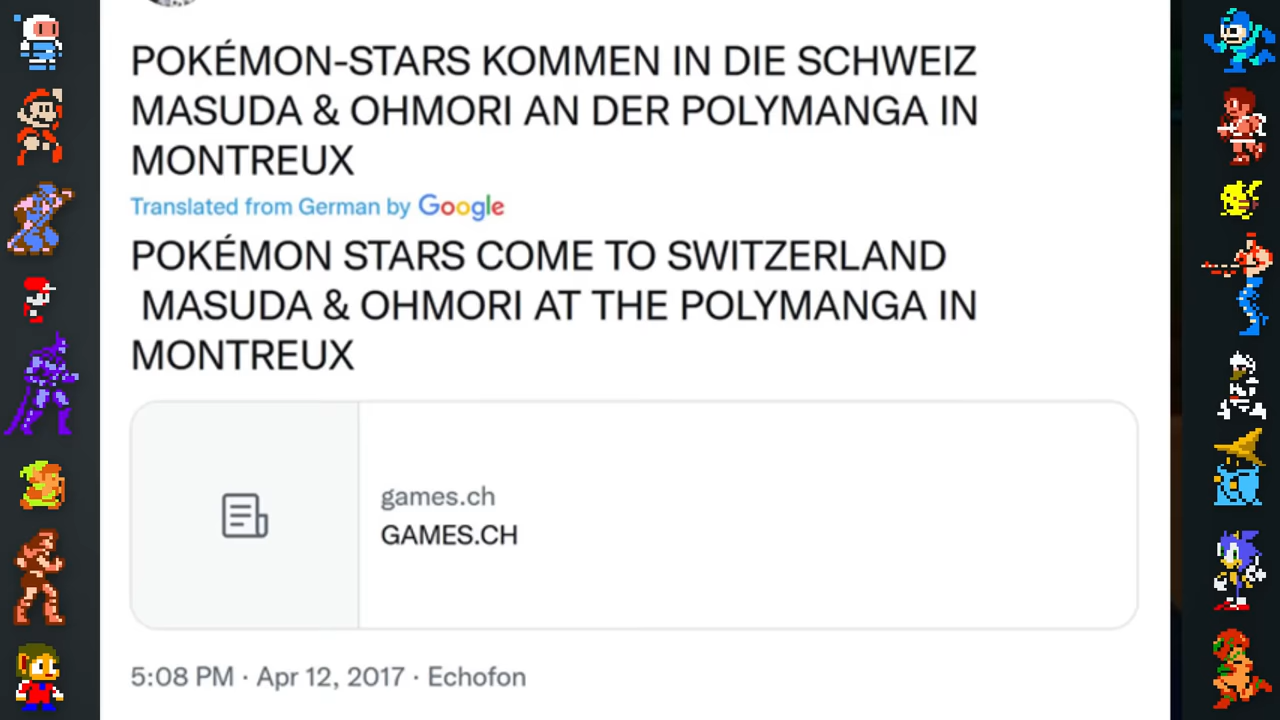 POKÉMON-STARS KOMMEN IN DIE SCHWEIZ
MASUDA & OHMORI AN DER POLYMANGA IN
MONTREUX
Translated from German by Google
POKÉMON STARS COME TO SWITZERLAND
MASUDA & OHMORI AT THE POLYMANGA IN
MONTREUX
games.ch
GAMES.CH
5:08 PM · Apr 12, 2017 · Echofon